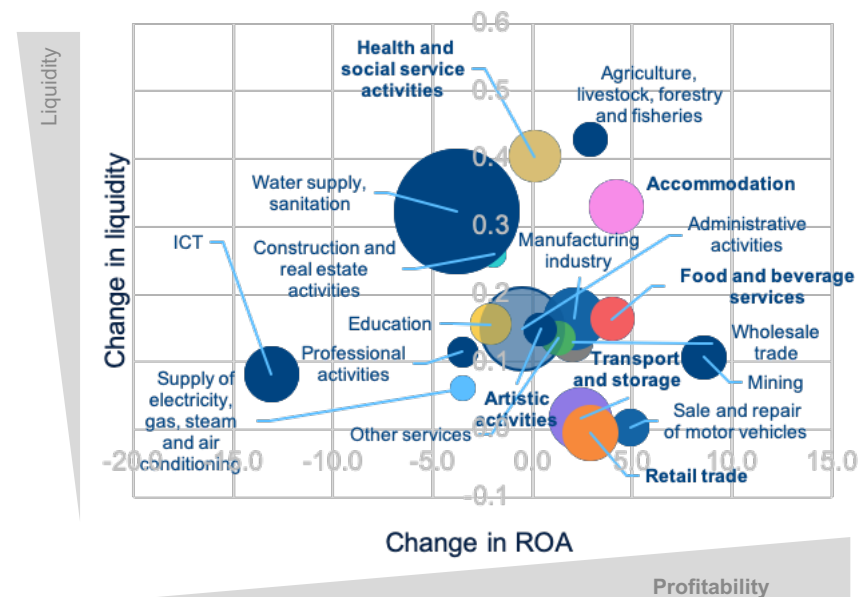 Liquidity
Change in liquidity
0.6
0.5
0.4
0.3
0.2
0.1
0.0
-0.1
Health and
social service
activities
Agriculture,
livestock, forestry
and fisheries
Water supply,
sanitation
Accommodation
ICT
Construction and
real estate
activities
Manufacturing
industry
Administrative
activities
Food and beverage
services
Education
Professional
activities
Wholesale
trade
Mining
Transport
and storage
Supply of
electricity,
gas, steam
and air
conditioning
Artistic
activities
Other services
Sale and repair
of motor vehicles
Retail trade
-20.0 -15.0 -10.0 -5.0 0.0 5.0 10.0 15.0
Change in ROA
Profitability